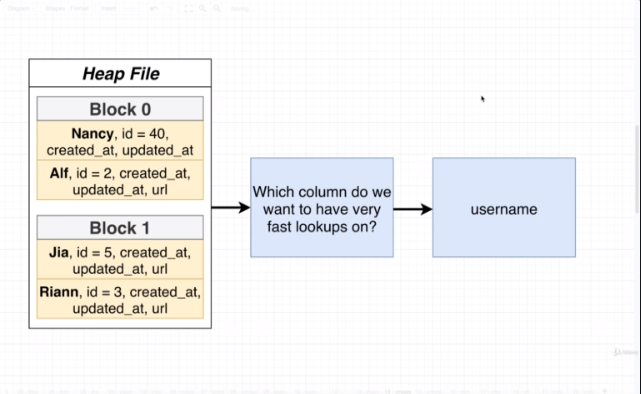 Heap File
Block 0
Nancy, id = 40,
created_at, updated_at
Alf, id = 2, created_at,
updated_at, url
Block 1
Jia, id = 5, created_at,
updated_at, url
Riann, id = 3, created_at,
updated_at, url
Which column do we
want to have very
fast lookups on?
username